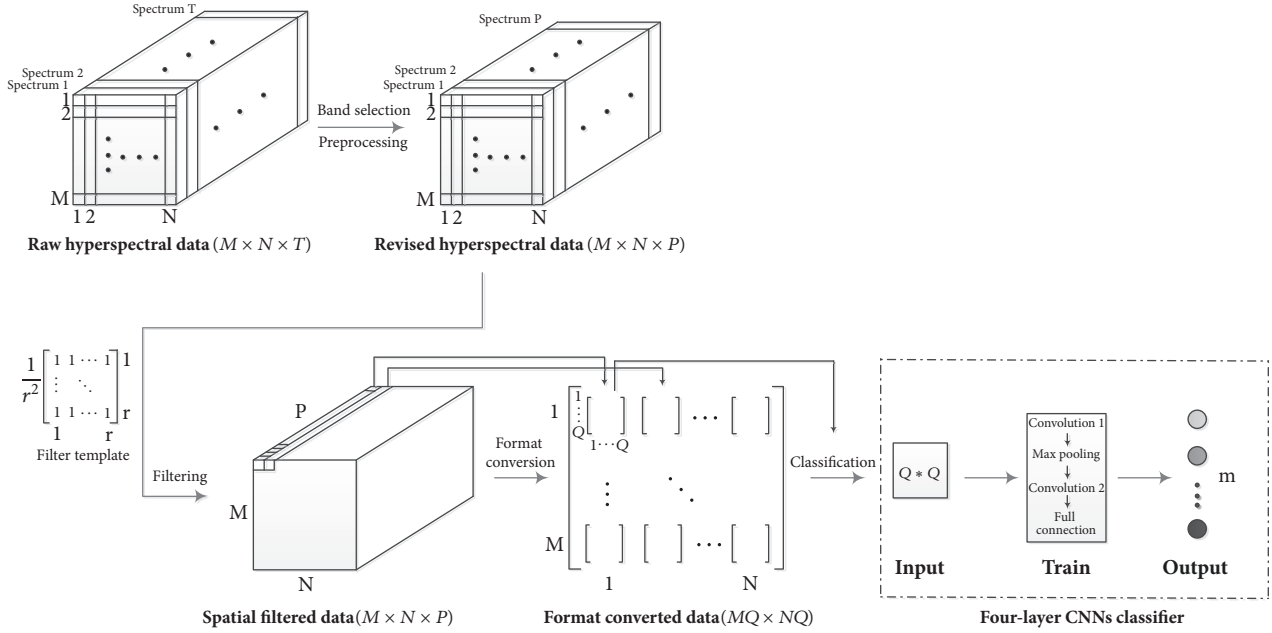 Spectrum T
Spectrum 2
Spectrum 1
1
2
M
1 2 N
Raw hyperspectral data (M × N × T)
Band selection
Preprocessing
Spectrum P
Spectrum 2
Spectrum 1
1
2
M
1 2 N
Revised hyperspectral data (M × N × P)
1/r² [1 1 ⋯ 1 1
⋮ ⋱
1 1 ⋯ 1] r
1 r
Filter template
Filtering
P
M
N
Spatial filtered data (M × N × P)
Format
conversion
1
1
⋮
Q
1⋯Q
⋯
⋮ ⋱
M ⋯
1 N
Format converted data (MQ × NQ)
Classification
Q ∗ Q
Input
Convolution 1
Max pooling
Convolution 2
Full
connection
Train
m
Output
Four-layer CNNs classifier